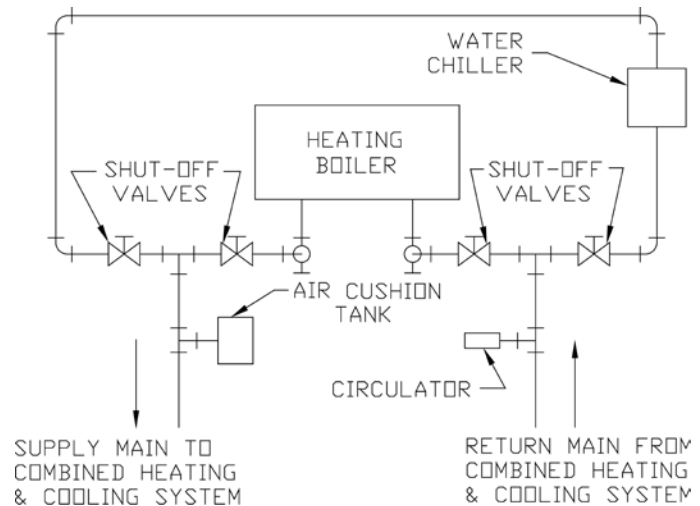 WATER
CHILLER
HEATING
BOILER
SHUT-OFF
VALVES
SHUT-OFF
VALVES
AIR CUSHION
TANK
CIRCULATOR
SUPPLY MAIN TO
COMBINED HEATING
& COOLING SYSTEM
RETURN MAIN FROM
COMBINED HEATING
& COOLING SYSTEM